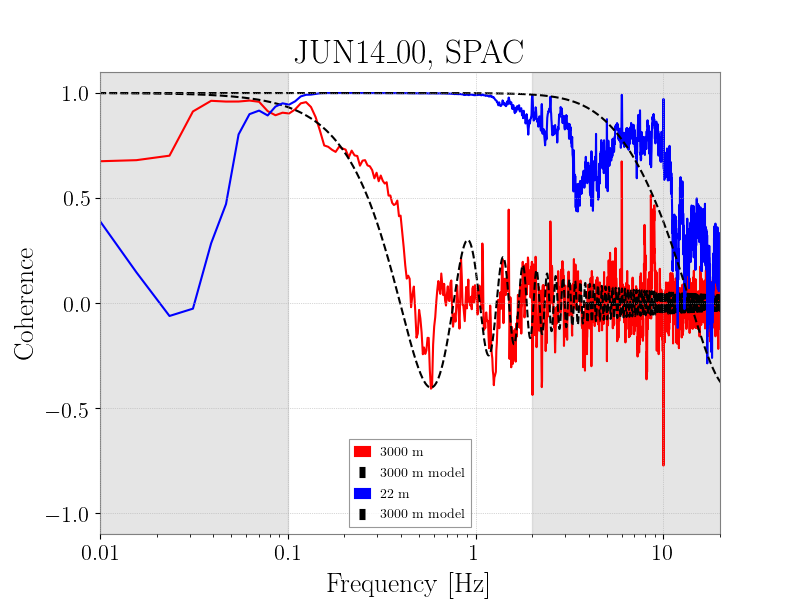 JUN14_00, SPAC
Coherence
1.0
0.5
0.0
−0.5
−1.0
3000 m
3000 m model
22 m
3000 m model
0.01
0.1
1
10
Frequency [Hz]